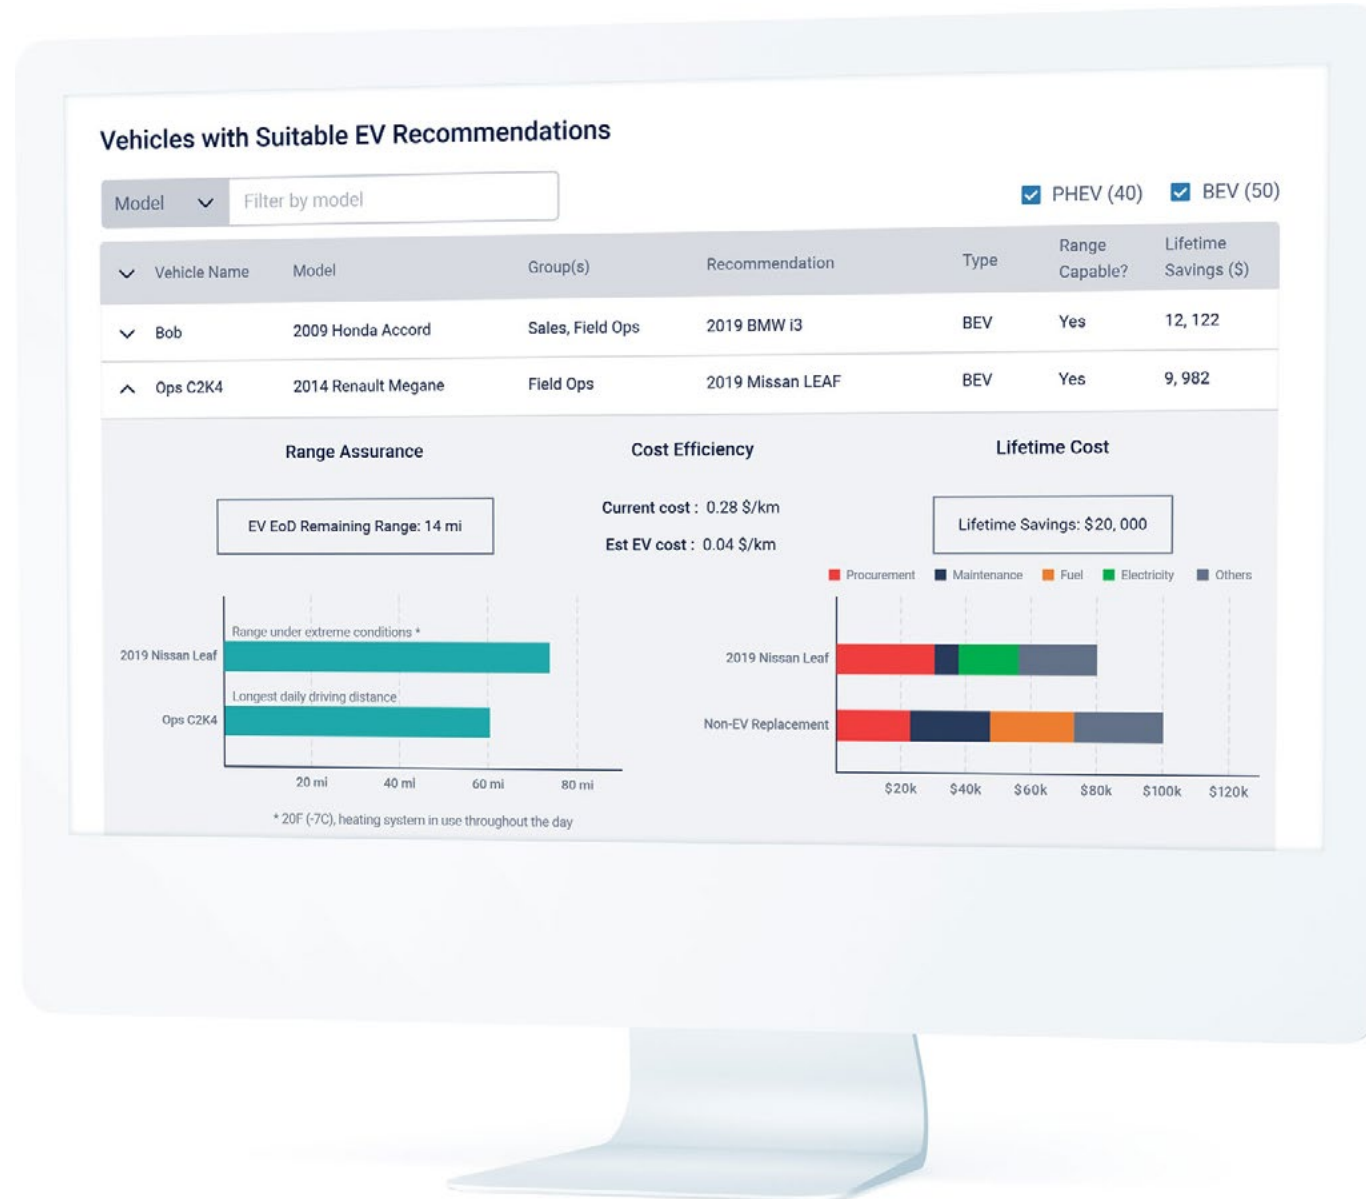 Vehicles with Suitable EV Recommendations
Model Filter by model PHEV (40) BEV (50)
Vehicle Name Model Group(s) Recommendation Type Range Capable? Lifetime Savings ($)
Bob 2009 Honda Accord Sales, Field Ops 2019 BMW i3 BEV Yes 12, 122
Ops C2K4 2014 Renault Megane Field Ops 2019 Missan LEAF BEV Yes 9, 982
Range Assurance Cost Efficiency Lifetime Cost
EV EoD Remaining Range: 14 mi
Current cost : 0.28 $/km
Est EV cost : 0.04 $/km
Lifetime Savings: $20, 000
Procurement Maintenance Fuel Electricity Others
Range under extreme conditions *
2019 Nissan Leaf
Longest daily driving distance
Ops C2K4
20 mi 40 mi 60 mi 80 mi
* 20F (-7C), heating system in use throughout the day
2019 Nissan Leaf
Non-EV Replacement
$20k $40k $60k $80k $100k $120k